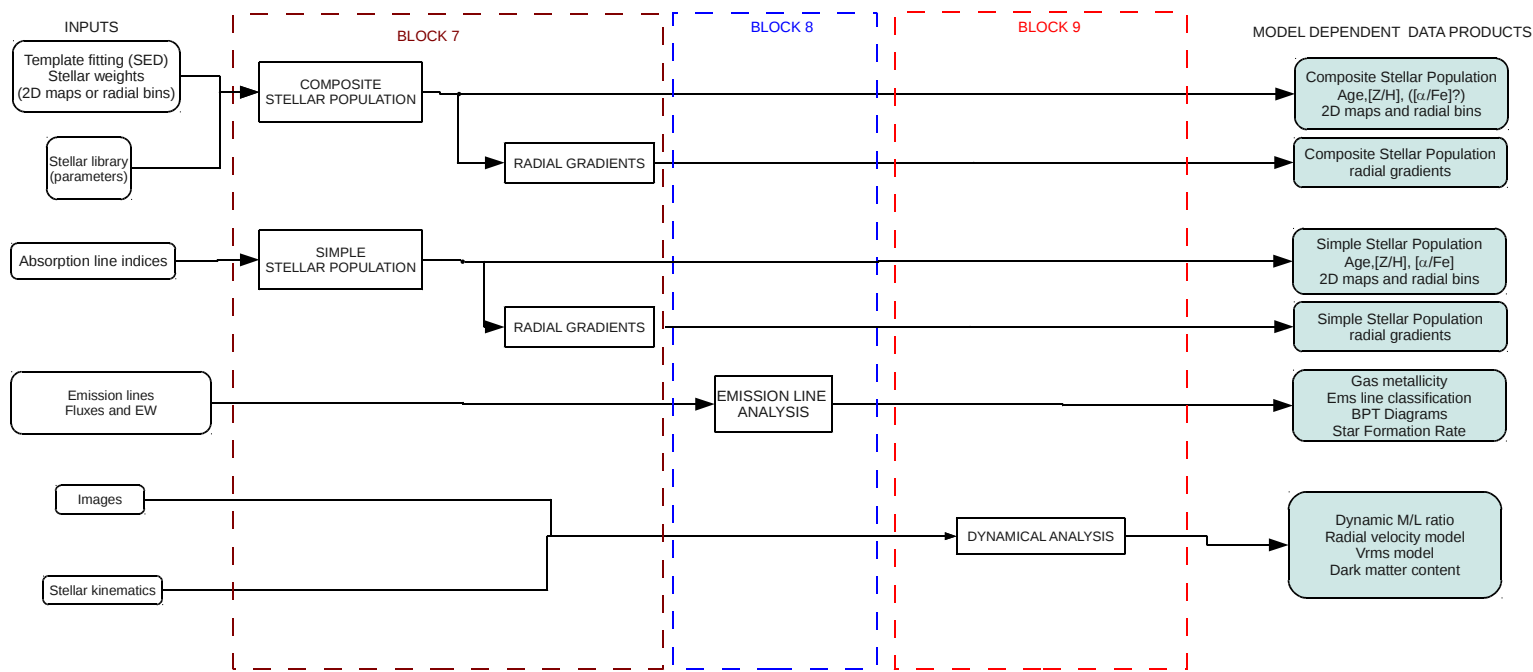 INPUTS
BLOCK 7
BLOCK 8
BLOCK 9
MODEL DEPENDENT DATA PRODUCTS
Template fitting (SED)
Stellar weights
(2D maps or radial bins)
COMPOSITE
STELLAR POPULATION
Composite Stellar Population
Age,[Z/H], ([α/Fe]?)
2D maps and radial bins
Stellar library
(parameters)
RADIAL GRADIENTS
Composite Stellar Population
radial gradients
Absorption line indices
SIMPLE
STELLAR POPULATION
Simple Stellar Population
Age,[Z/H], [α/Fe]
2D maps and radial bins
RADIAL GRADIENTS
Simple Stellar Population
radial gradients
Emission lines
Fluxes and EW
EMISSION LINE
ANALYSIS
Gas metallicity
Ems line classification
BPT Diagrams
Star Formation Rate
Images
Stellar kinematics
DYNAMICAL ANALYSIS
Dynamic M/L ratio
Radial velocity model
Vrms model
Dark matter content